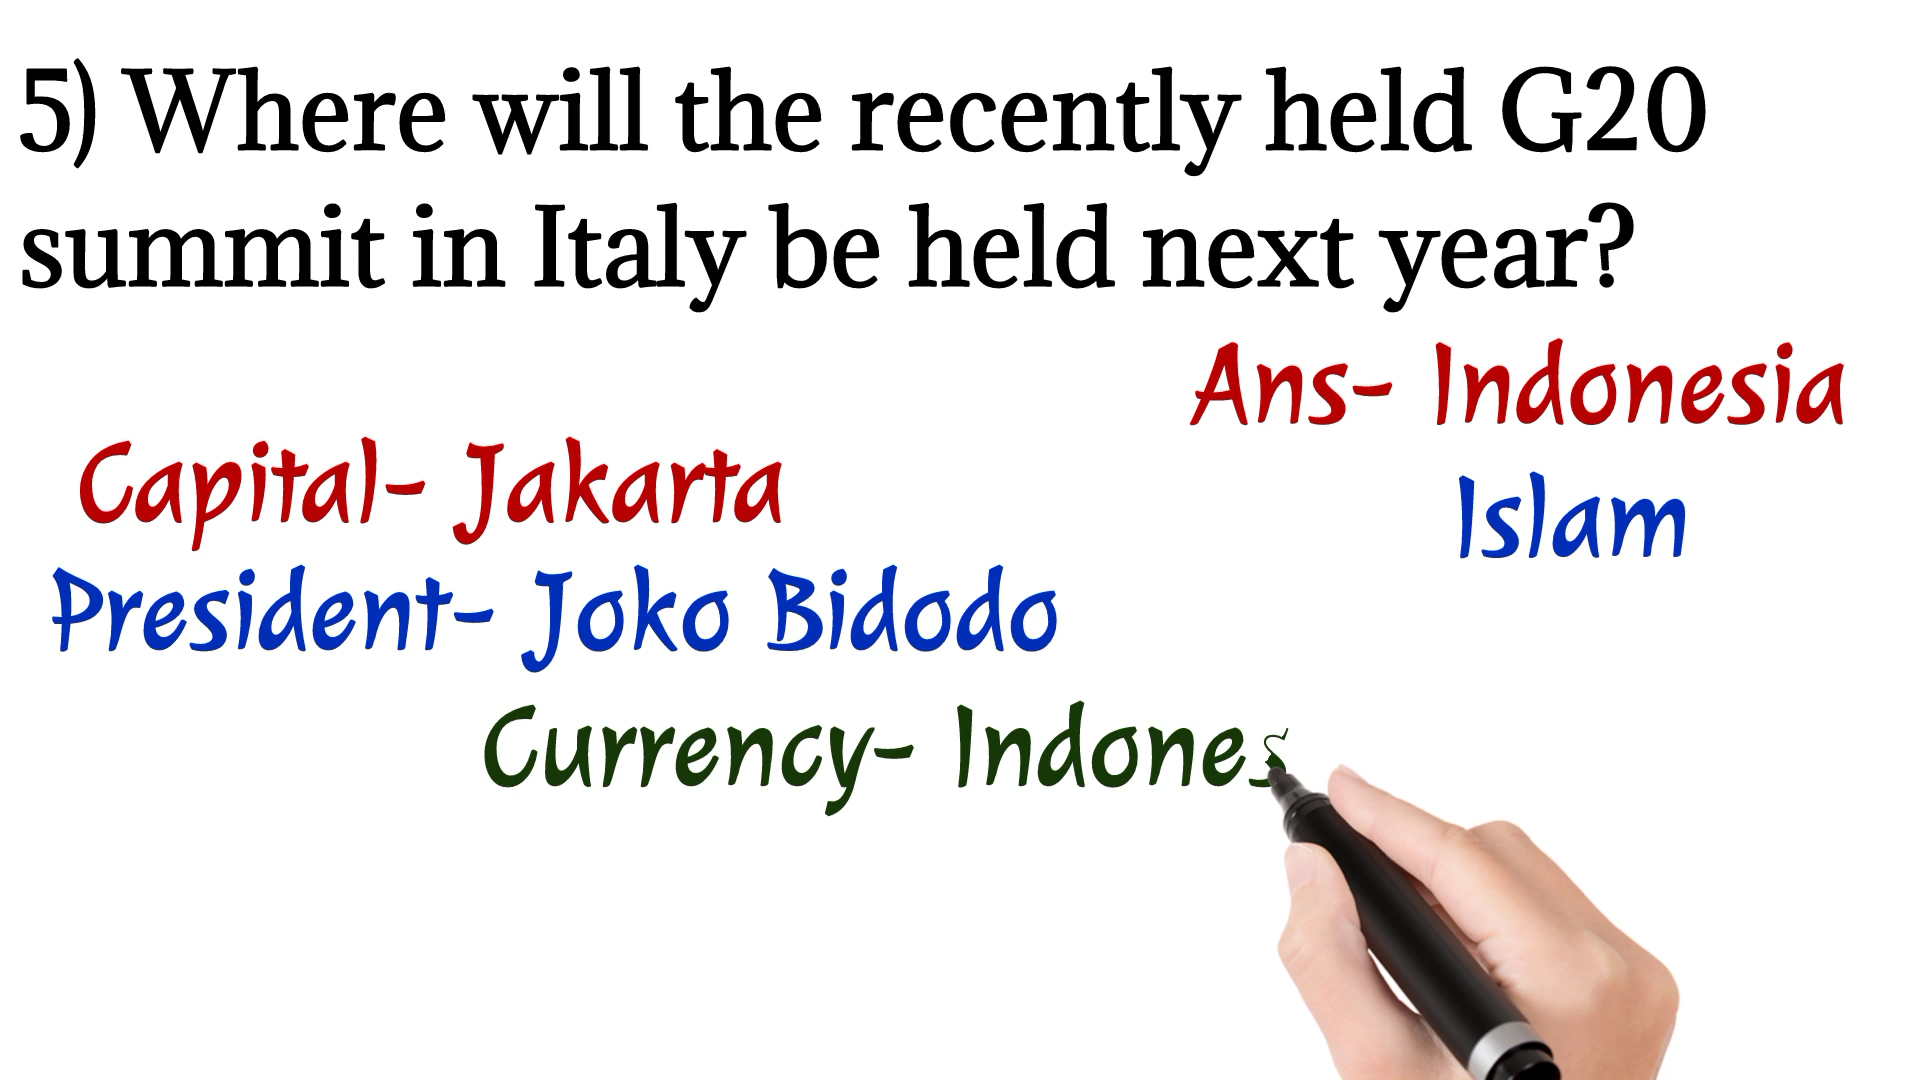 5) Where will the recently held G20
summit in Italy be held next year?
Ans- Indonesia
Capital- Jakarta
Islam
President- Joko Bidodo
Currency- Indones